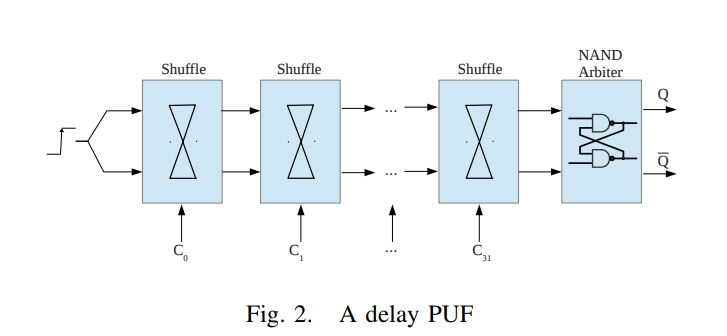 Shuffle
Shuffle
Shuffle
NAND
Arbiter
Q
...
...
Q̅
C0
C1
...
C31
Fig. 2. A delay PUF